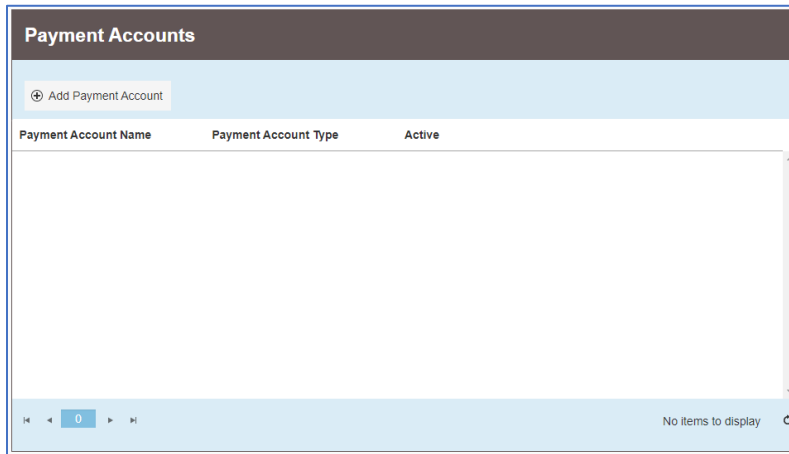 Payment Accounts
Add Payment Account
Payment Account Name Payment Account Type Active
0 No items to display